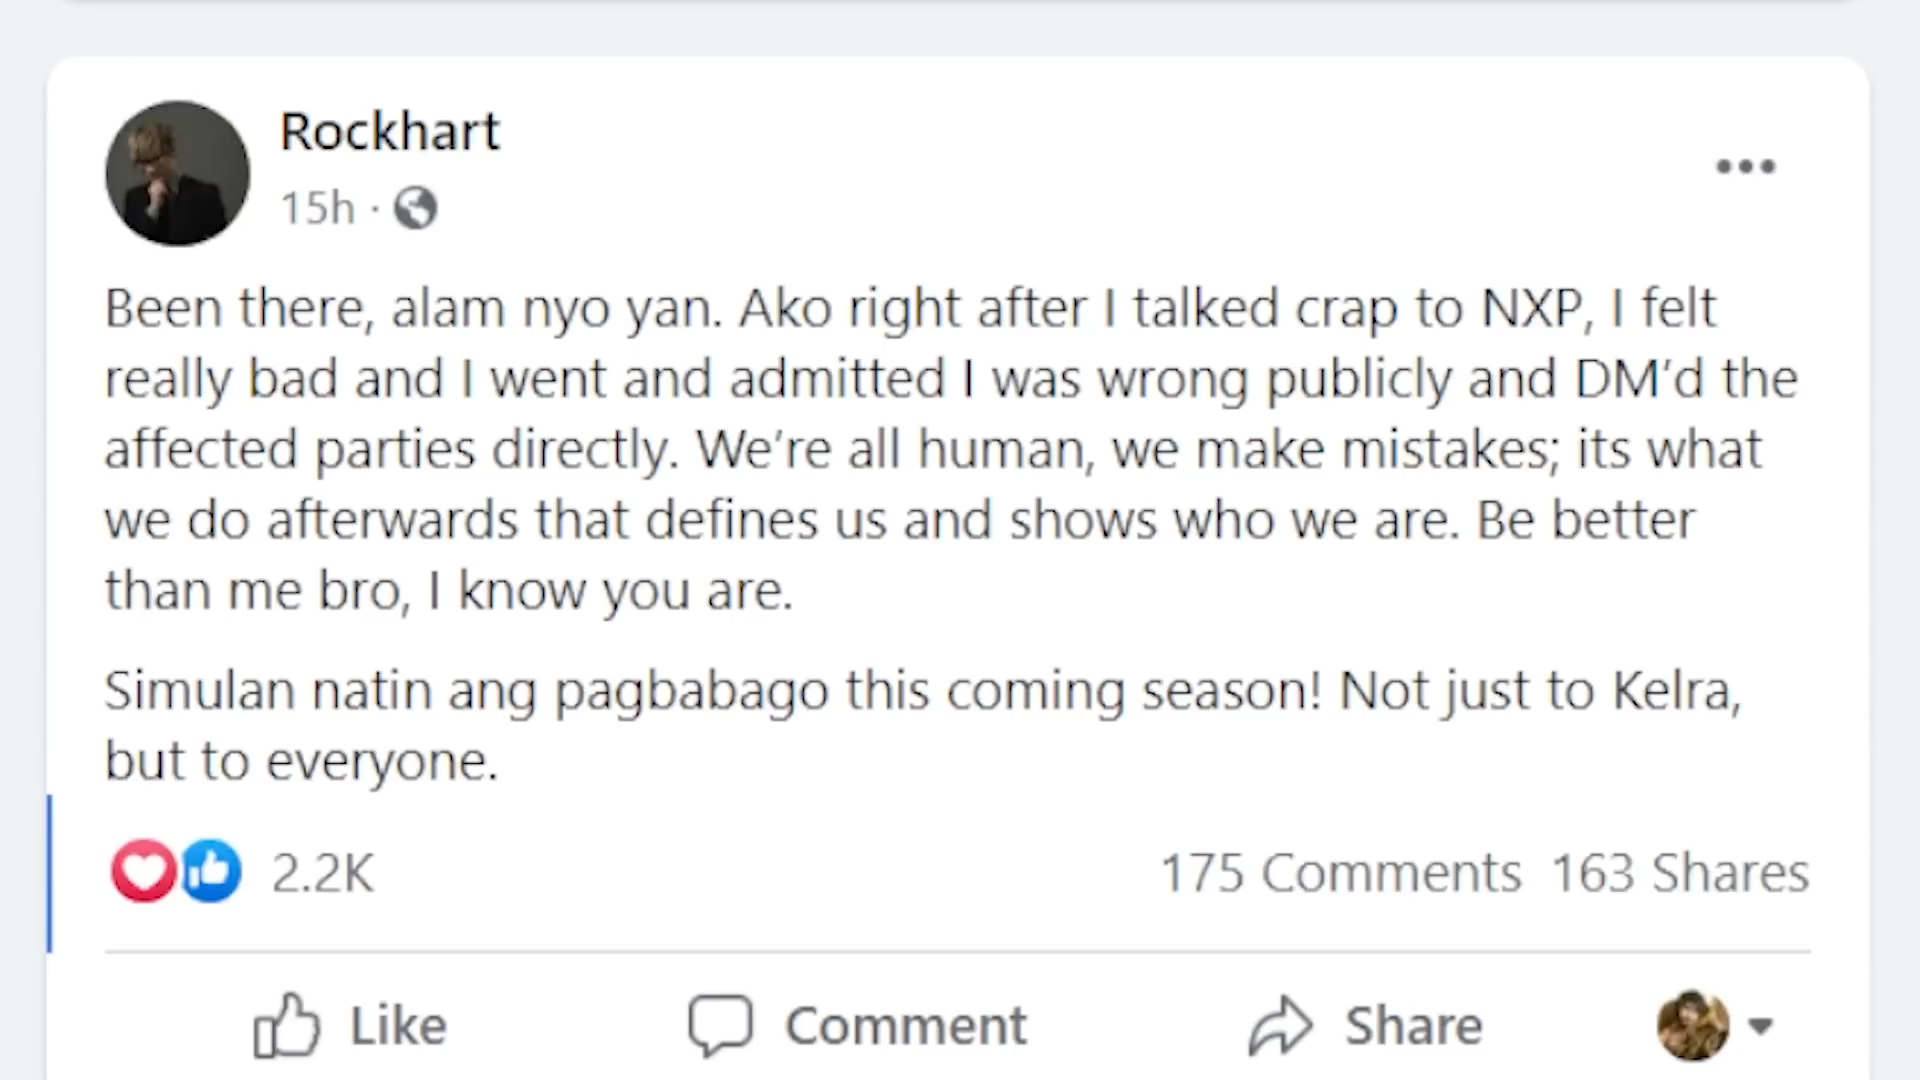 Rockhart
15h ·
Been there, alam nyo yan. Ako right after I talked crap to NXP, I felt
really bad and I went and admitted I was wrong publicly and DM'd the
affected parties directly. We're all human, we make mistakes; its what
we do afterwards that defines us and shows who we are. Be better
than me bro, I know you are.
Simulan natin ang pagbabago this coming season! Not just to Kelra,
but to everyone.
2.2K 175 Comments 163 Shares
Like Comment Share